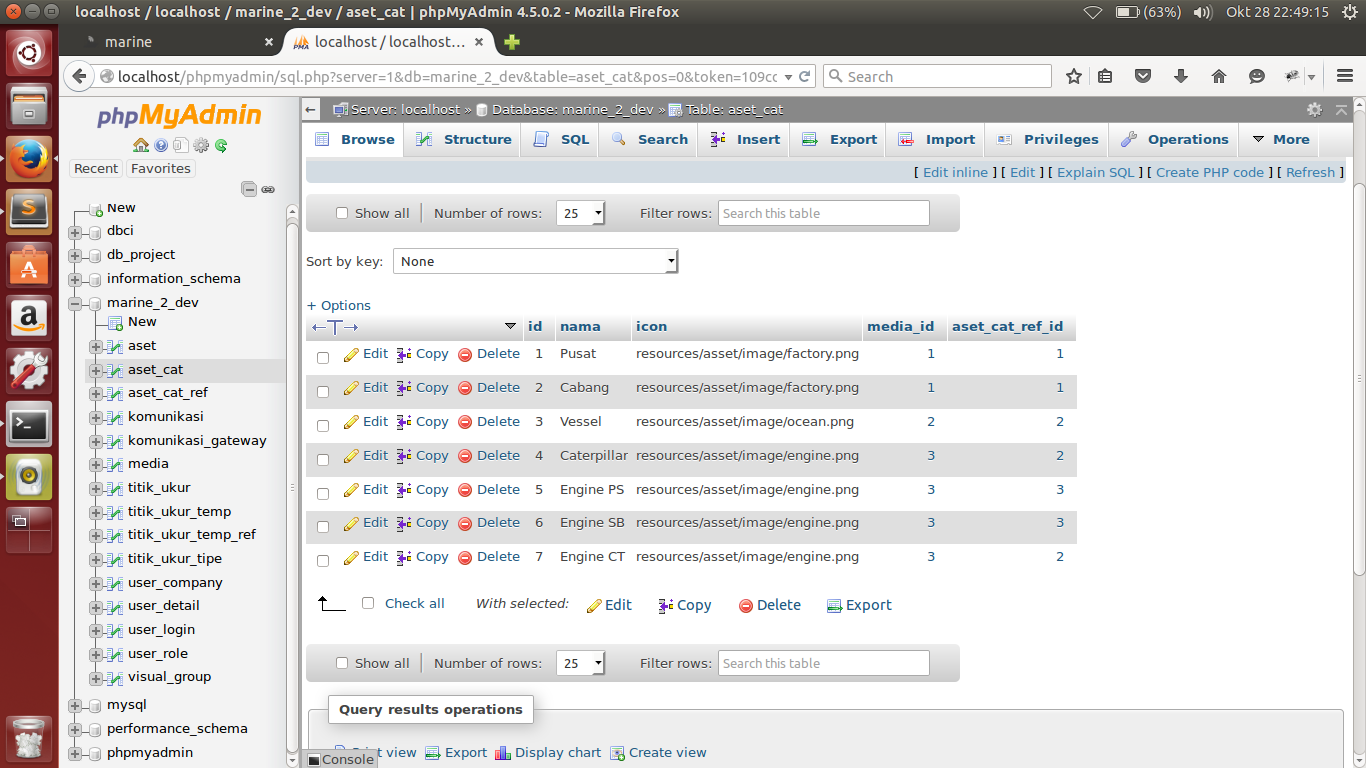 localhost / localhost / marine_2_dev / aset_cat | phpMyAdmin 4.5.0.2 - Mozilla Firefox
(63%)
Okt 28 22:49:15
marine
localhost / localhost...
localhost/phpmyadmin/sql.php?server=1&db=marine_2_dev&table=aset_cat&pos=0&token=109cc
Search
phpMyAdmin
Recent
Favorites
New
dbci
db_project
information_schema
marine_2_dev
New
aset
aset_cat
aset_cat_ref
komunikasi
komunikasi_gateway
media
titik_ukur
titik_ukur_temp
titik_ukur_temp_ref
titik_ukur_tipe
user_company
user_detail
user_login
user_role
visual_group
mysql
performance_schema
phpmyadmin
Server: localhost » Database: marine_2_dev » Table: aset_cat
Browse Structure SQL Search Insert Export Import Privileges Operations More
[ Edit inline ] [ Edit ] [ Explain SQL ] [ Create PHP code ] [ Refresh ]
Show all | Number of rows: 25 Filter rows: Search this table
Sort by key: None
+ Options
id nama icon media_id aset_cat_ref_id
Edit Copy Delete 1 Pusat resources/asset/image/factory.png 1 1
Edit Copy Delete 2 Cabang resources/asset/image/factory.png 1 1
Edit Copy Delete 3 Vessel resources/asset/image/ocean.png 2 2
Edit Copy Delete 4 Caterpillar resources/asset/image/engine.png 3 2
Edit Copy Delete 5 Engine PS resources/asset/image/engine.png 3 3
Edit Copy Delete 6 Engine SB resources/asset/image/engine.png 3 3
Edit Copy Delete 7 Engine CT resources/asset/image/engine.png 3 2
Check all With selected: Edit Copy Delete Export
Show all | Number of rows: 25 Filter rows: Search this table
Query results operations
view Export Display chart Create view
Console